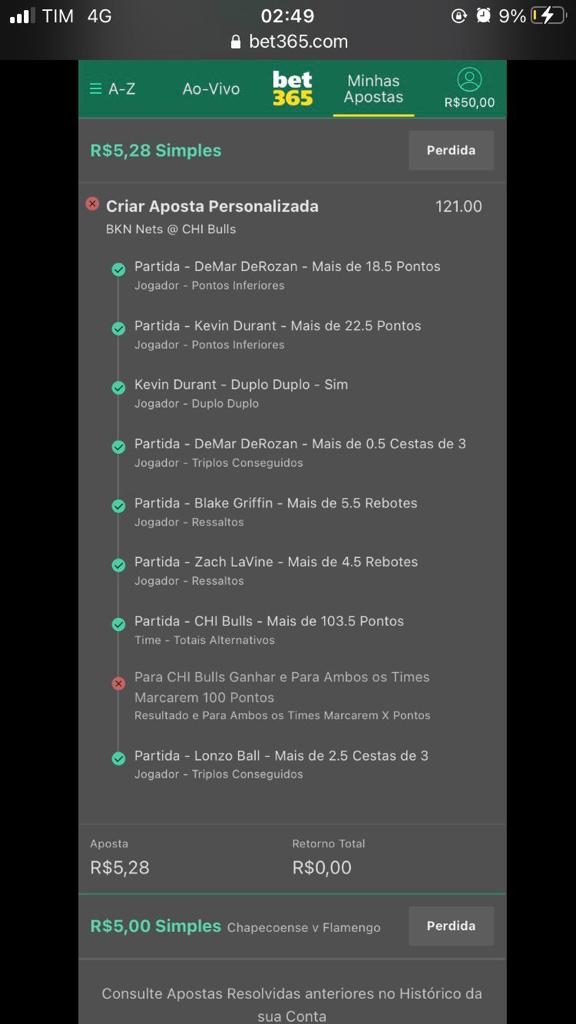 TIM 4G 02:49 9%
bet365.com
A-Z Ao-Vivo bet365 Minhas Apostas R$50,00
R$5,28 Simples Perdida
Criar Aposta Personalizada 121.00
BKN Nets @ CHI Bulls
Partida - DeMar DeRozan - Mais de 18.5 Pontos
Jogador - Pontos Inferiores
Partida - Kevin Durant - Mais de 22.5 Pontos
Jogador - Pontos Inferiores
Kevin Durant - Duplo Duplo - Sim
Jogador - Duplo Duplo
Partida - DeMar DeRozan - Mais de 0.5 Cestas de 3
Jogador - Triplos Conseguidos
Partida - Blake Griffin - Mais de 5.5 Rebotes
Jogador - Ressaltos
Partida - Zach LaVine - Mais de 4.5 Rebotes
Jogador - Ressaltos
Partida - CHI Bulls - Mais de 103.5 Pontos
Time - Totais Alternativos
Para CHI Bulls Ganhar e Para Ambos os Times
Marcarem 100 Pontos
Resultado e Para Ambos os Times Marcarem X Pontos
Partida - Lonzo Ball - Mais de 2.5 Cestas de 3
Jogador - Triplos Conseguidos
Aposta Retorno Total
R$5,28 R$0,00
R$5,00 Simples Chapecoense v Flamengo Perdida
Consulte Apostas Resolvidas anteriores no Histórico da
sua Conta